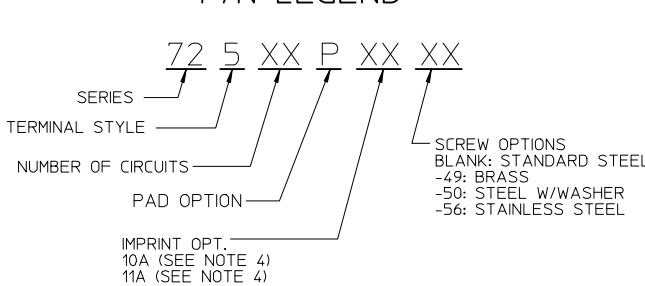 P/N LEGEND
72 5 XX P XX XX
SERIES
TERMINAL STYLE
NUMBER OF CIRCUITS
PAD OPTION
IMPRINT OPT.
10A (SEE NOTE 4)
11A (SEE NOTE 4)
SCREW OPTIONS
BLANK: STANDARD STEEL
-49: BRASS
-50: STEEL W/WASHER
-56: STAINLESS STEEL